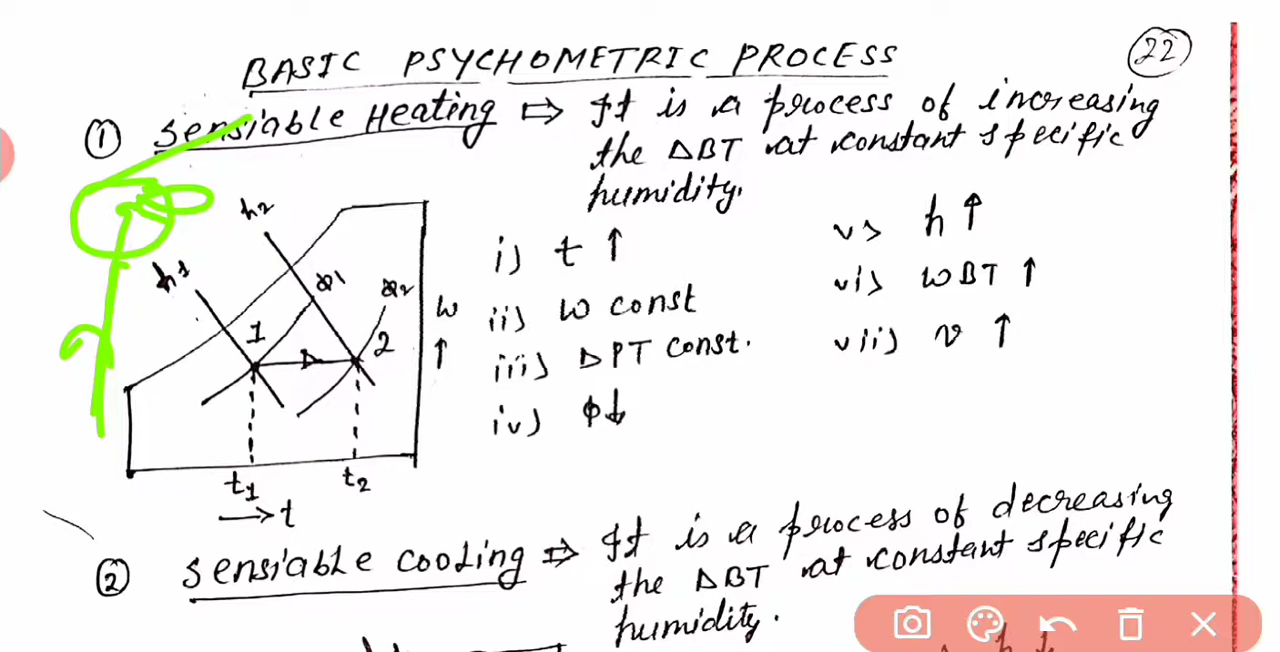 BASIC PSYCHOMETRIC PROCESS
22
① Sensiable Heating ⇨ It is a process of increasing
the DBT at constant specific
humidity.
h2
h1
ϕ1
ϕ2
1
2
w
↑
t1
t2
→ t
i) t ↑
ii) W const
iii) DPT const.
iv) ϕ↓
v) h ↑
vi) WBT ↑
vii) v ↑
② Sensiable cooling ⇨ It is a process of decreasing
the DBT at constant specific
humidity.